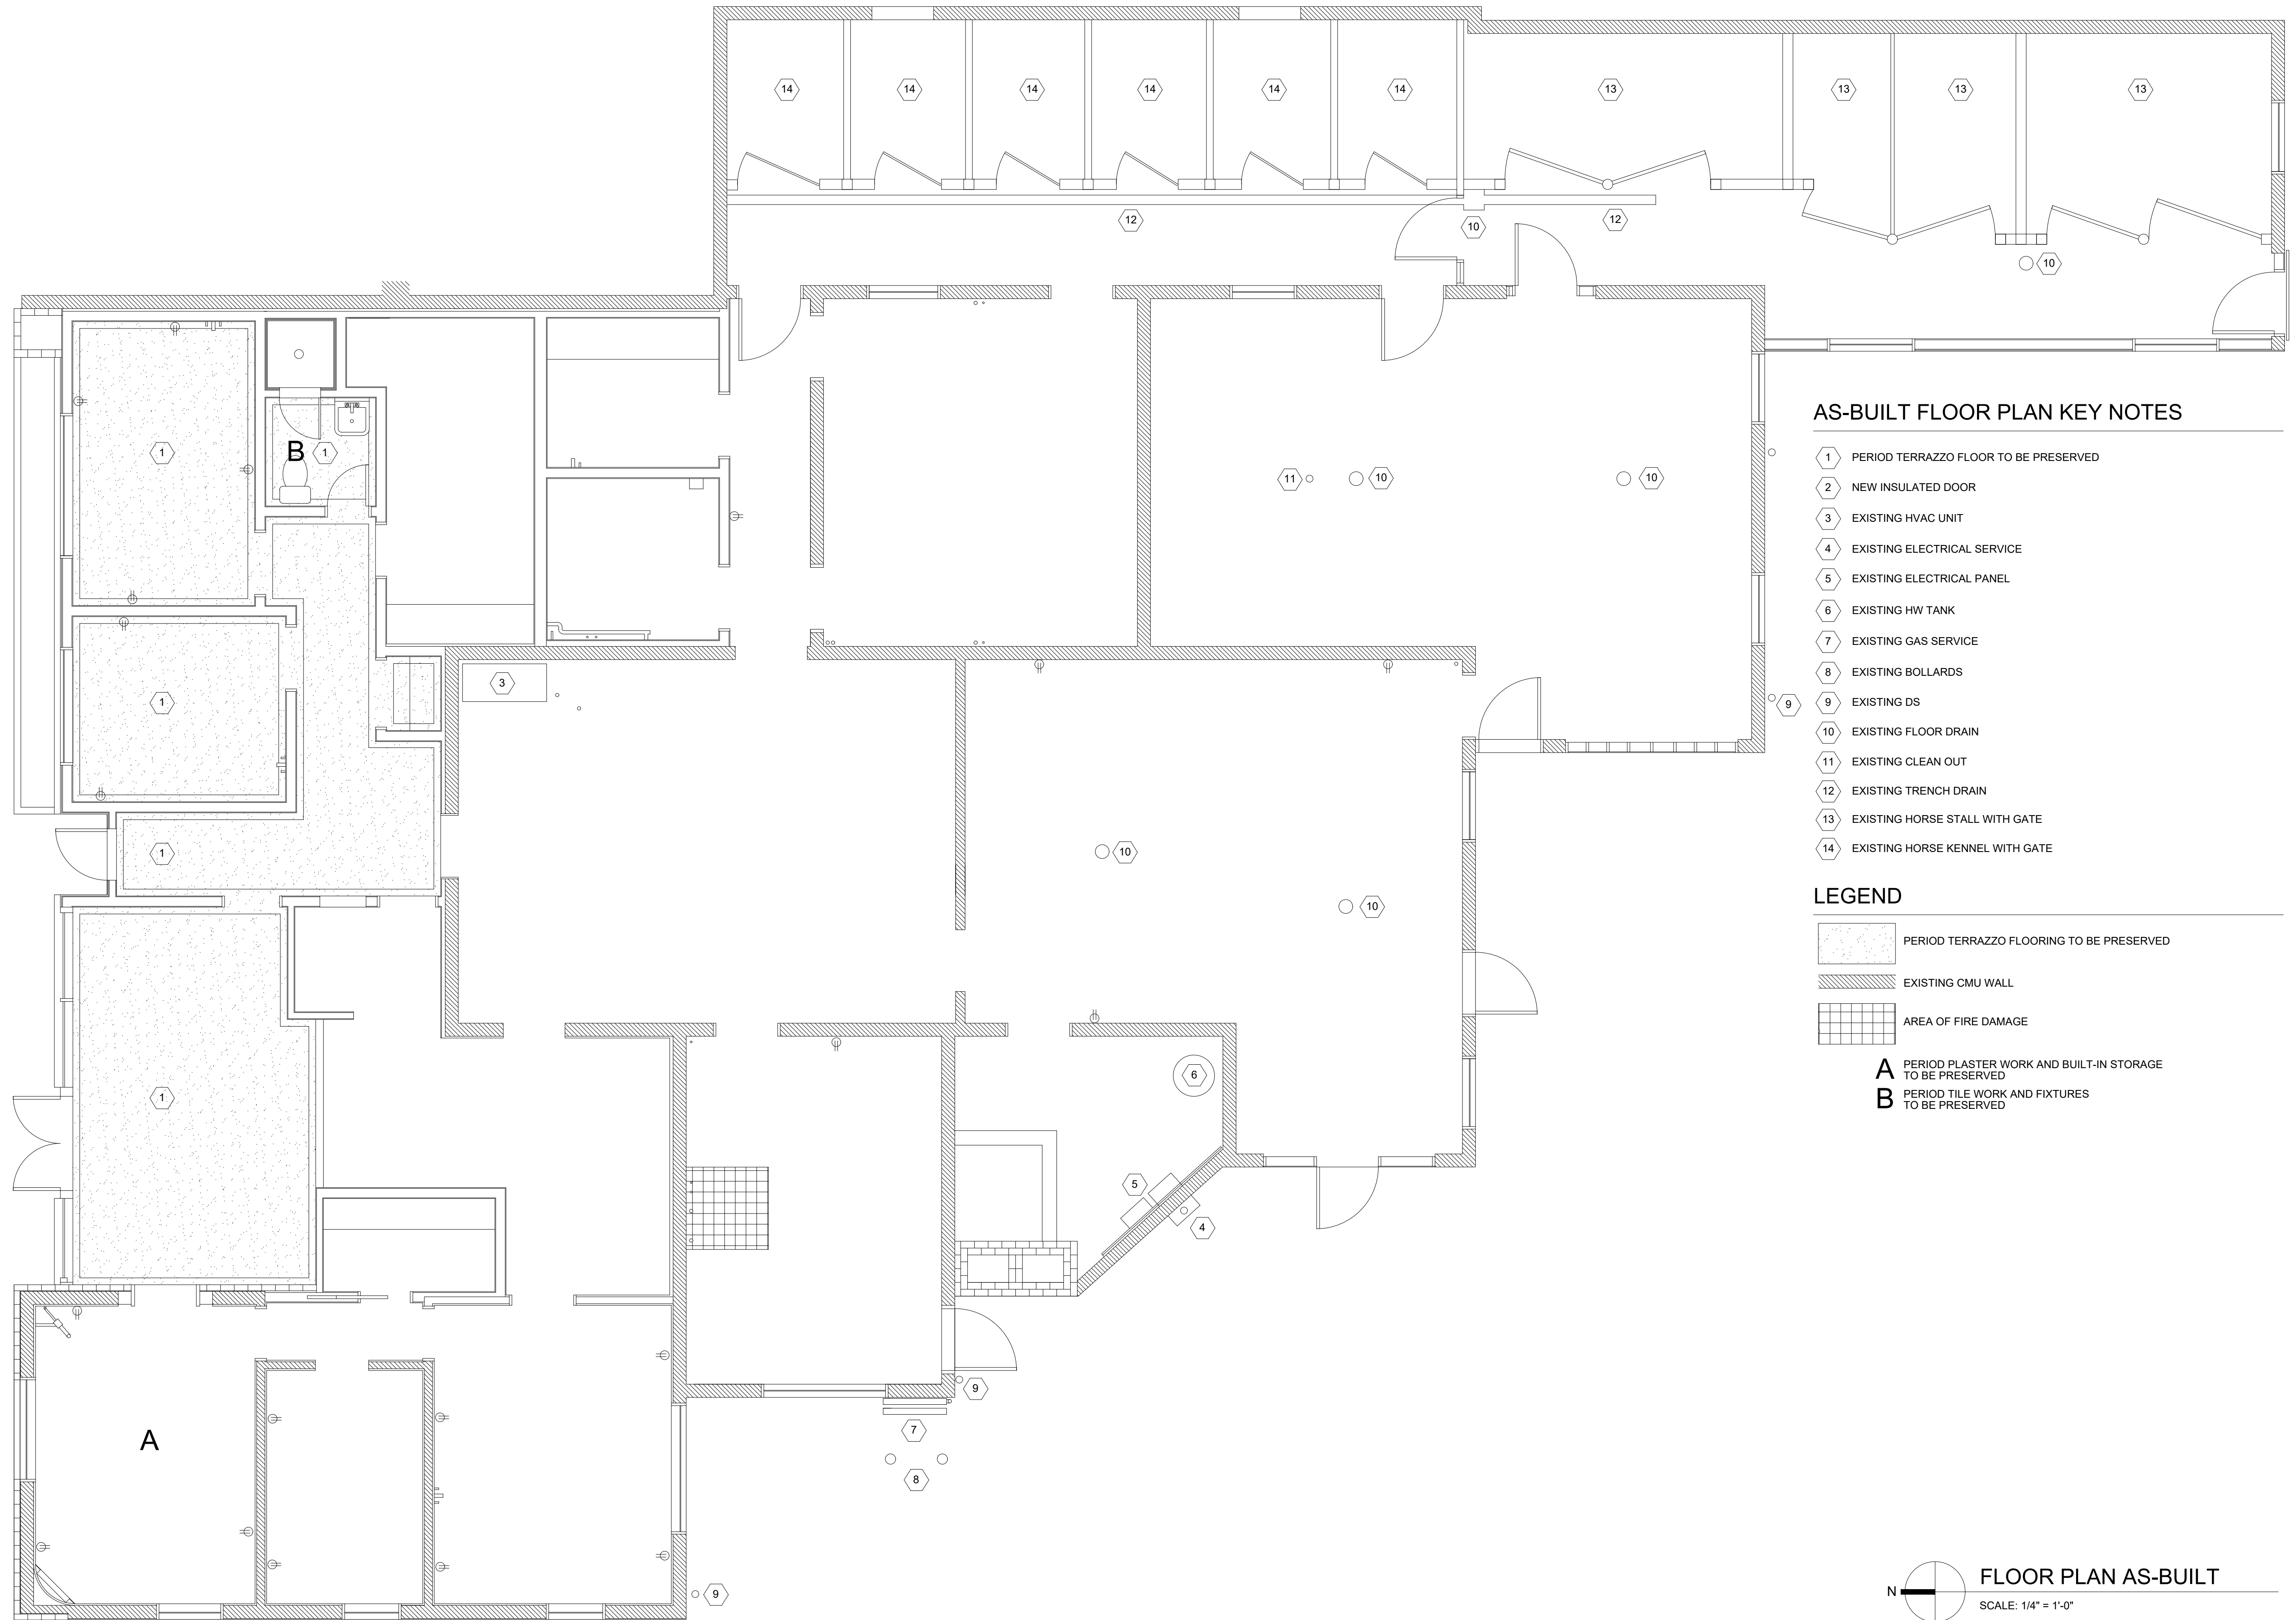 14 14 14 14 14 14 13 13 13 13
12 10 12
10
B 1
1
11 10 10
3
1
9
10
1
10
6
1
5
4
9
A
7
8
9
AS-BUILT FLOOR PLAN KEY NOTES
1 PERIOD TERRAZZO FLOOR TO BE PRESERVED
2 NEW INSULATED DOOR
3 EXISTING HVAC UNIT
4 EXISTING ELECTRICAL SERVICE
5 EXISTING ELECTRICAL PANEL
6 EXISTING HW TANK
7 EXISTING GAS SERVICE
8 EXISTING BOLLARDS
9 EXISTING DS
10 EXISTING FLOOR DRAIN
11 EXISTING CLEAN OUT
12 EXISTING TRENCH DRAIN
13 EXISTING HORSE STALL WITH GATE
14 EXISTING HORSE KENNEL WITH GATE
LEGEND
PERIOD TERRAZZO FLOORING TO BE PRESERVED
EXISTING CMU WALL
AREA OF FIRE DAMAGE
A PERIOD PLASTER WORK AND BUILT-IN STORAGE
TO BE PRESERVED
B PERIOD TILE WORK AND FIXTURES
TO BE PRESERVED
N
FLOOR PLAN AS-BUILT
SCALE: 1/4" = 1'-0"